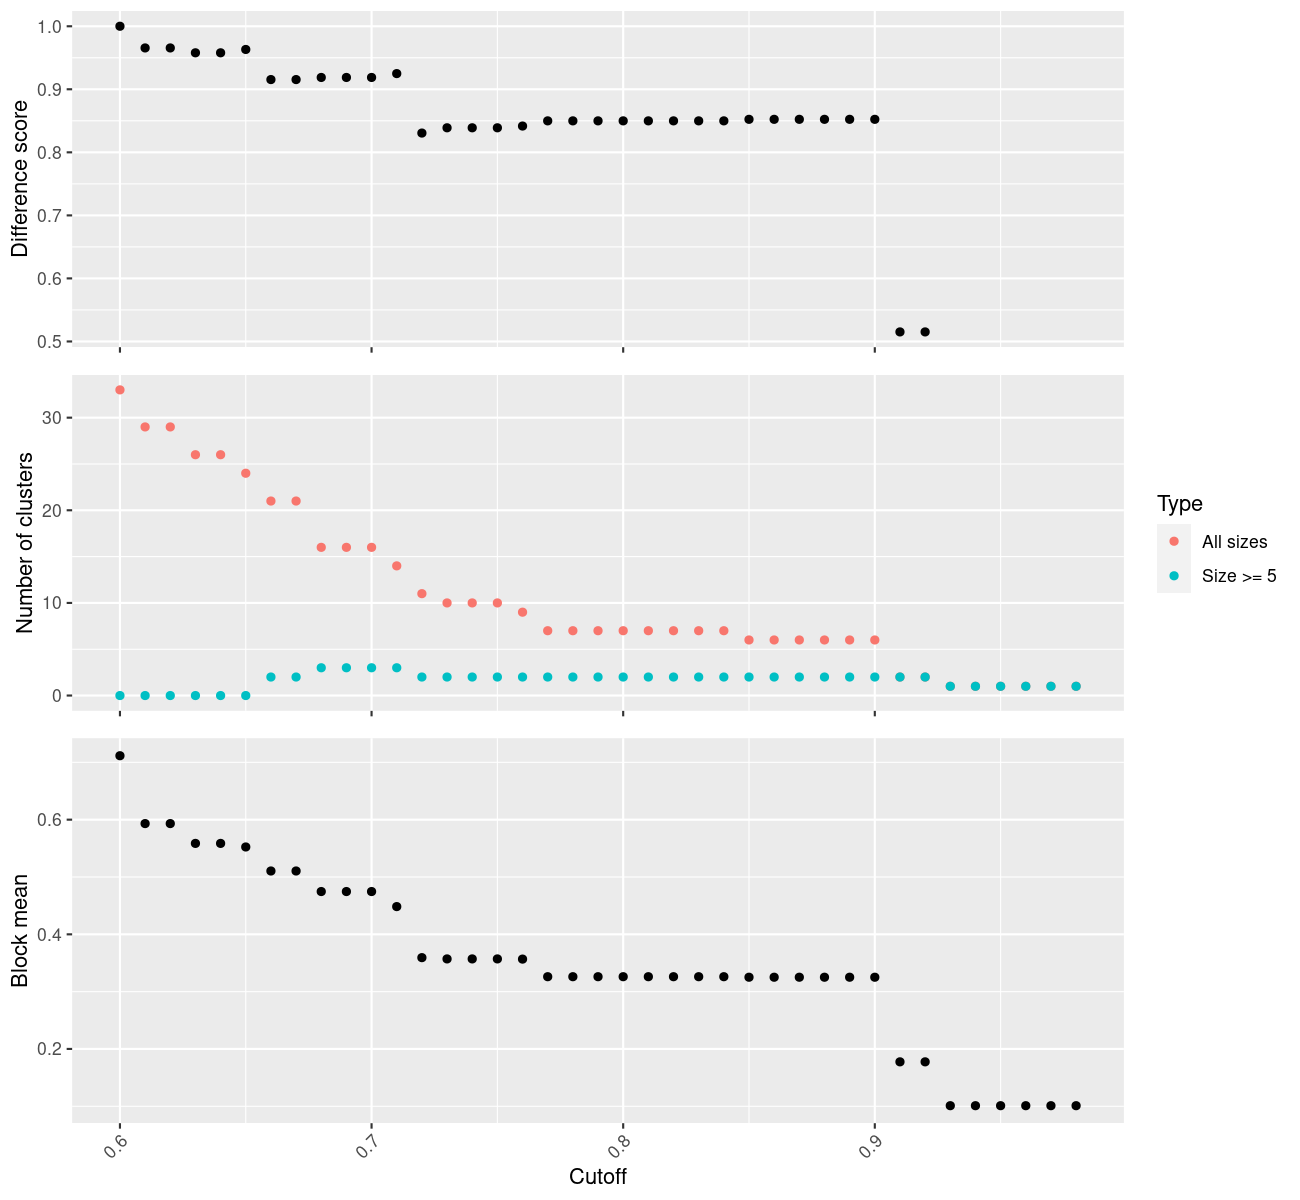 Difference score
1.0
0.9
0.8
0.7
0.6
0.5
Number of clusters
30
20
10
0
Type
All sizes
Size >= 5
Block mean
0.6
0.4
0.2
0.6
0.7
0.8
0.9
Cutoff